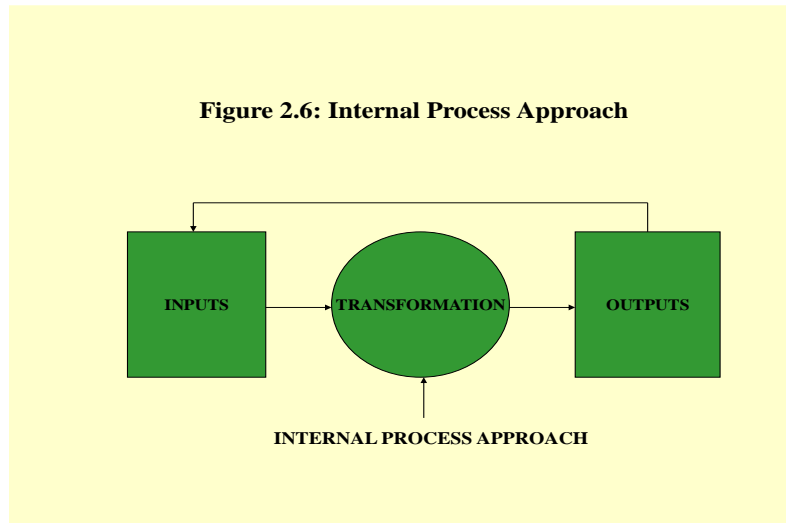 Figure 2.6: Internal Process Approach
INPUTS
TRANSFORMATION
OUTPUTS
INTERNAL PROCESS APPROACH